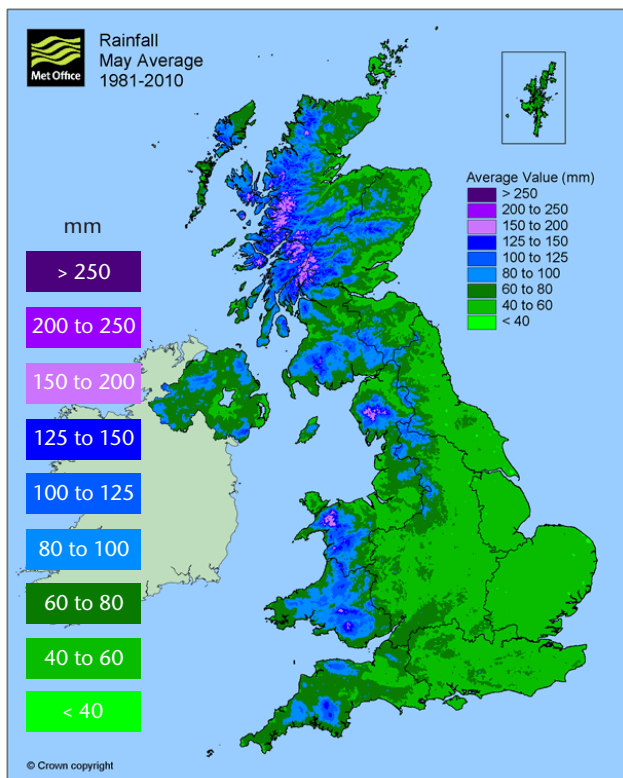 Met Office
Rainfall
May Average
1981-2010
Average Value (mm)
> 250
200 to 250
150 to 200
125 to 150
100 to 125
80 to 100
60 to 80
40 to 60
< 40
mm
> 250
200 to 250
150 to 200
125 to 150
100 to 125
80 to 100
60 to 80
40 to 60
< 40
© Crown copyright